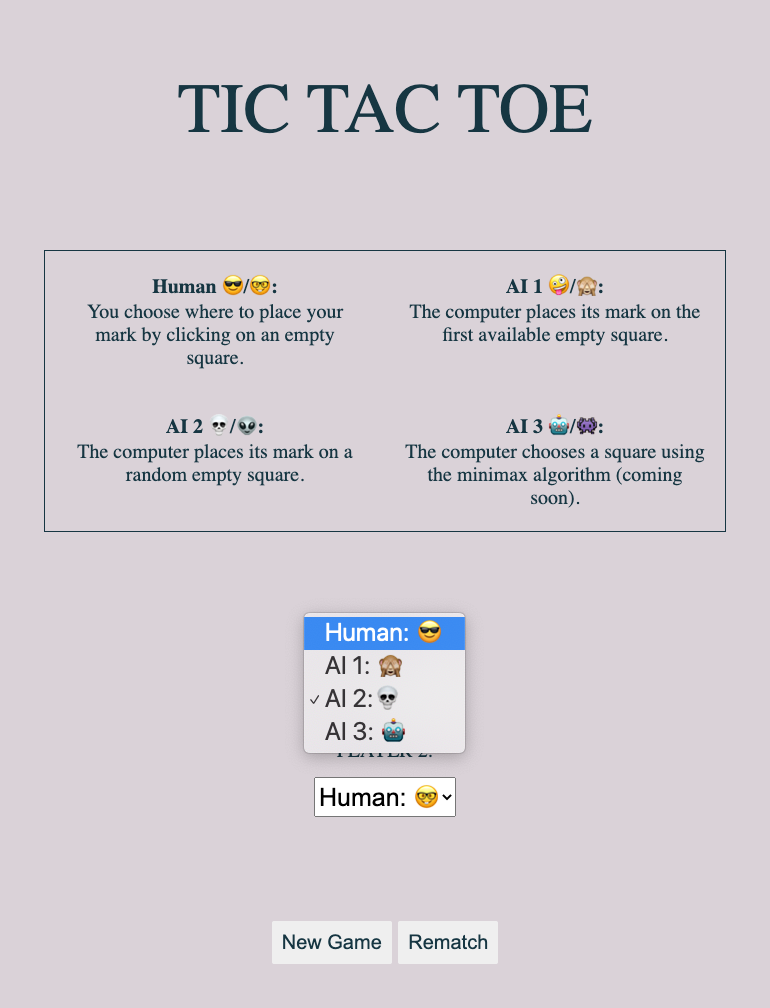 TIC TAC TOE
Human 😎/🤓:
You choose where to place your
mark by clicking on an empty
square.
AI 1 🤪/🙈:
The computer places its mark on the
first available empty square.
AI 2 💀/👽:
The computer places its mark on a
random empty square.
AI 3 🤖/👾:
The computer chooses a square using
the minimax algorithm (coming
soon).
Human: 😎
AI 1: 🙈
✓ AI 2:💀
AI 3: 🤖
PLAYER 2:
Human: 🤓
New Game
Rematch